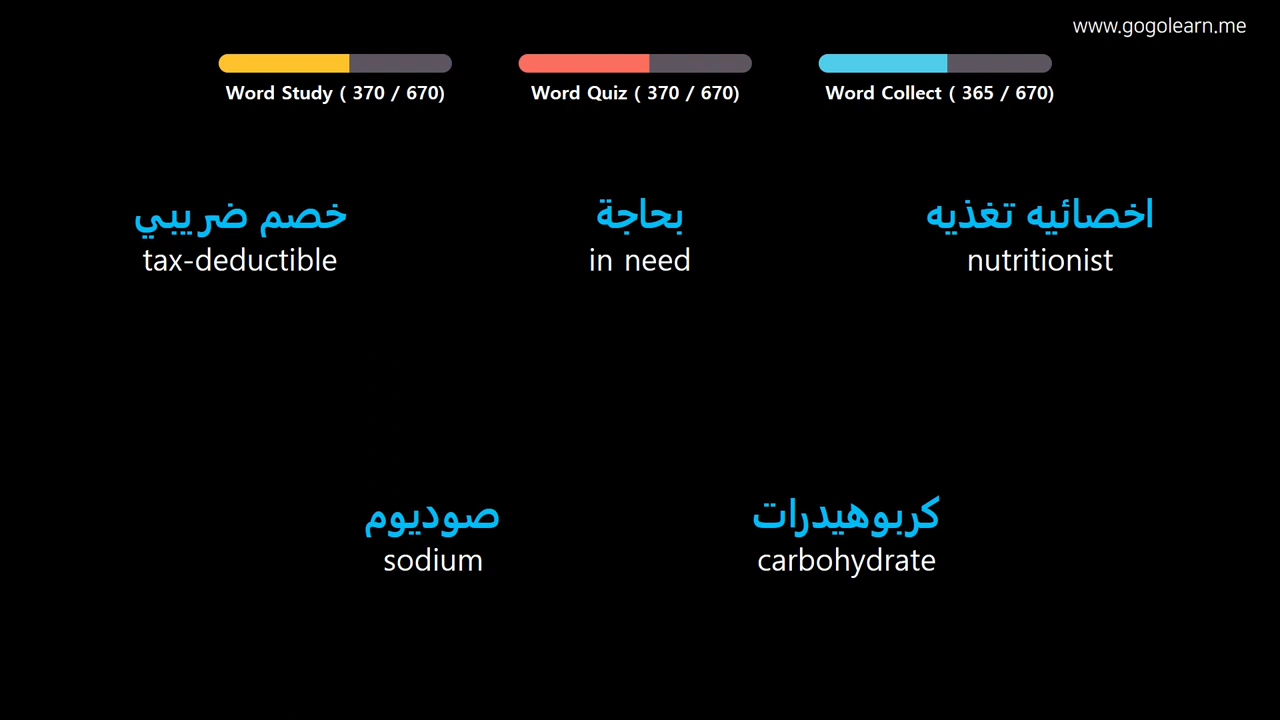 www.gogolearn.me
Word Study ( 370 / 670)
Word Quiz ( 370 / 670)
Word Collect ( 365 / 670)
خصم ضريبي
tax-deductible
بحاجة
in need
اخصائيه تغذيه
nutritionist
صوديوم
sodium
كربوهيدرات
carbohydrate